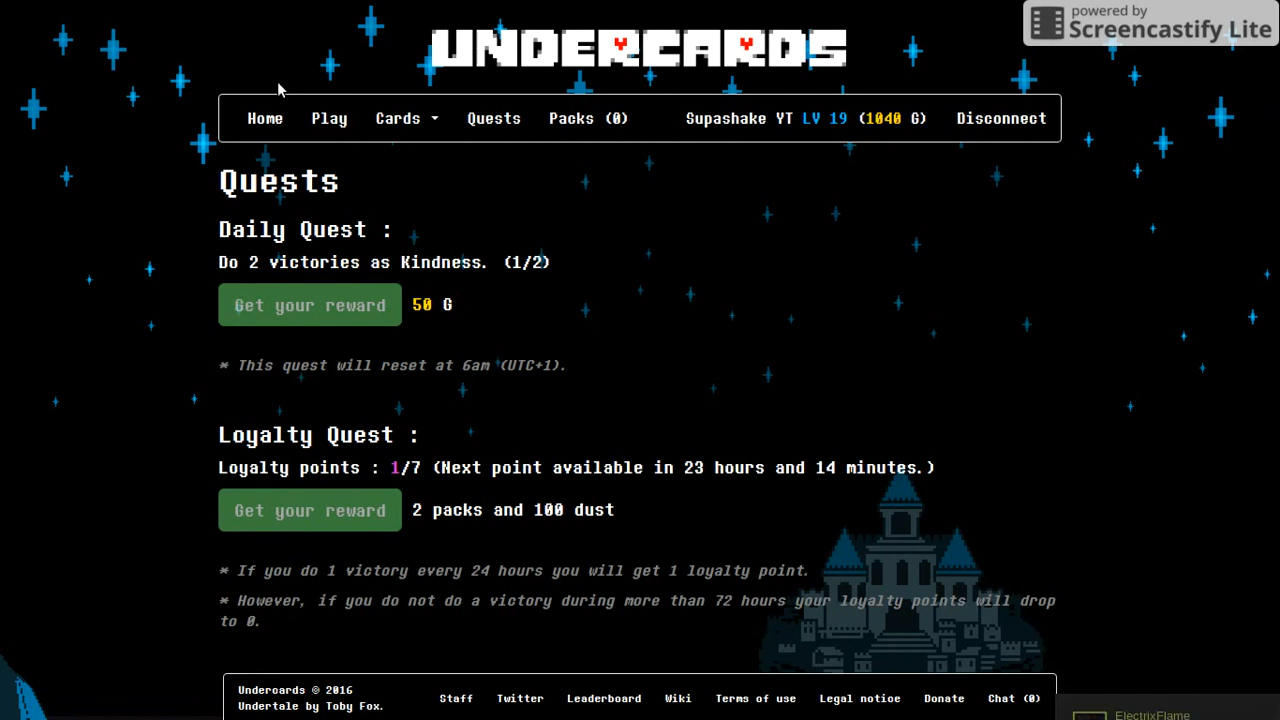 powered by
Screencastify Lite
UNDERCARDS
Home Play Cards Quests Packs (0) Supashake YT LV 19 (1040 G) Disconnect
Quests
Daily Quest :
Do 2 victories as Kindness. (1/2)
Get your reward 50 G
* This quest will reset at 6am (UTC+1).
Loyalty Quest :
Loyalty points : 1/7 (Next point available in 23 hours and 14 minutes.)
Get your reward 2 packs and 100 dust
* If you do 1 victory every 24 hours you will get 1 loyalty point.
* However, if you do not do a victory during more than 72 hours your loyalty points will drop
to 0.
Undercards © 2016
Undertale by Toby Fox.
Staff Twitter Leaderboard Wiki Terms of use Legal notice Donate Chat (0)
ElectrixFlame